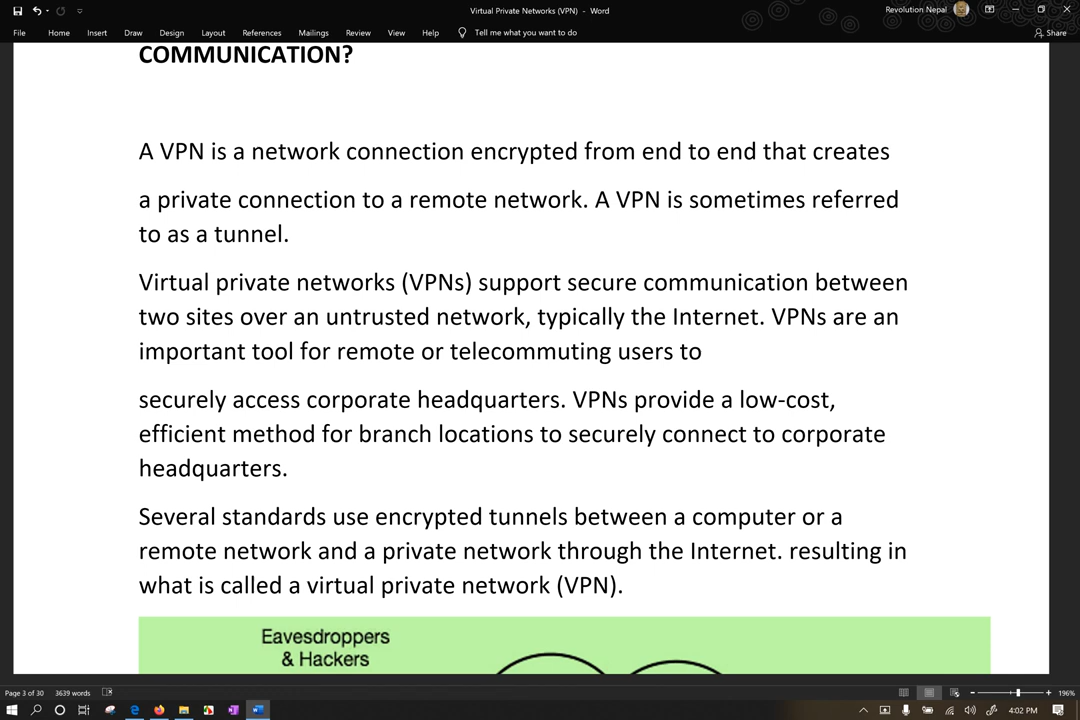 Virtual Private Networks (VPN) - Word
Revolution Nepal
File Home Insert Draw Design Layout References Mailings Review View Help Tell me what you want to do
Share
COMMUNICATION?
A VPN is a network connection encrypted from end to end that creates
a private connection to a remote network. A VPN is sometimes referred
to as a tunnel.
Virtual private networks (VPNs) support secure communication between
two sites over an untrusted network, typically the Internet. VPNs are an
important tool for remote or telecommuting users to
securely access corporate headquarters. VPNs provide a low-cost,
efficient method for branch locations to securely connect to corporate
headquarters.
Several standards use encrypted tunnels between a computer or a
remote network and a private network through the Internet. resulting in
what is called a virtual private network (VPN).
Eavesdroppers
& Hackers
Page 3 of 30 3639 words
196%
4:02 PM